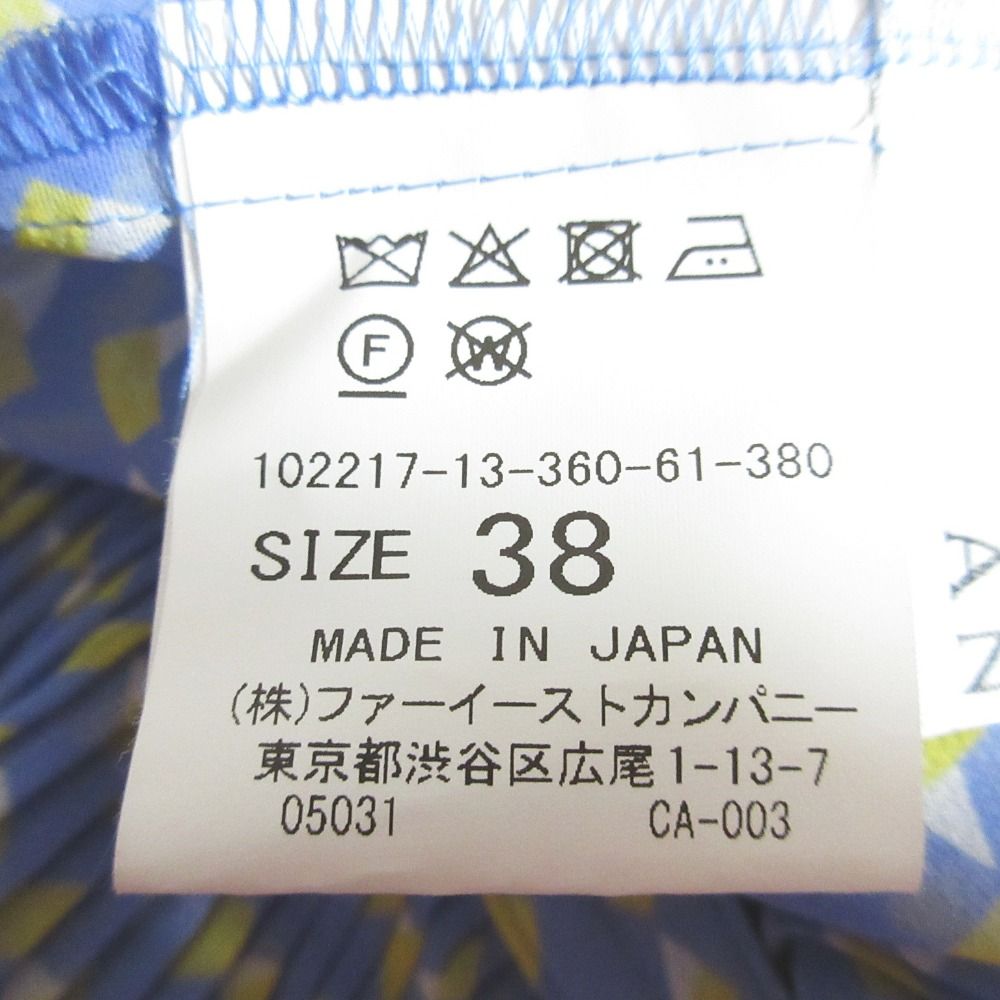 F W
102217-13-360-61-380
SIZE 38
MADE IN JAPAN
(株)ファーイーストカンパニー
東京都渋谷区広尾1-13-7
05031 CA-003
A
N